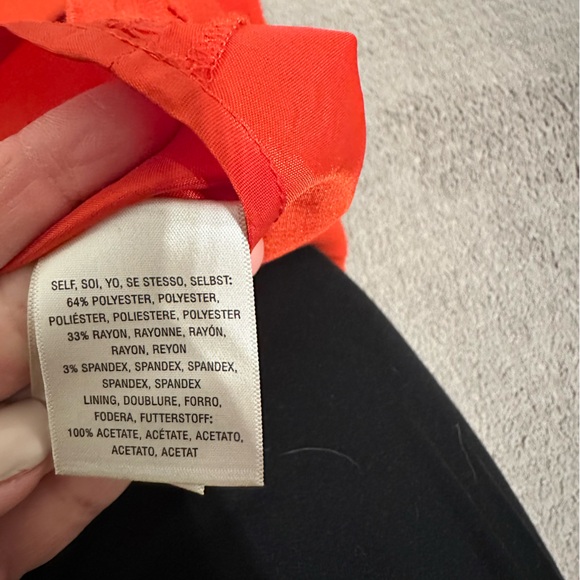 SELF, SOI, YO, SE STESSO, SELBST:
64% POLYESTER, POLYESTER,
POLIÉSTER, POLIESTERE, POLYESTER
33% RAYON, RAYONNE, RAYÓN,
RAYON, REYON
3% SPANDEX, SPANDEX, SPANDEX,
SPANDEX, SPANDEX
LINING, DOUBLURE, FORRO,
FODERA, FUTTERSTOFF:
100% ACETATE, ACÉTATE, ACETATO,
ACETATO, ACETAT